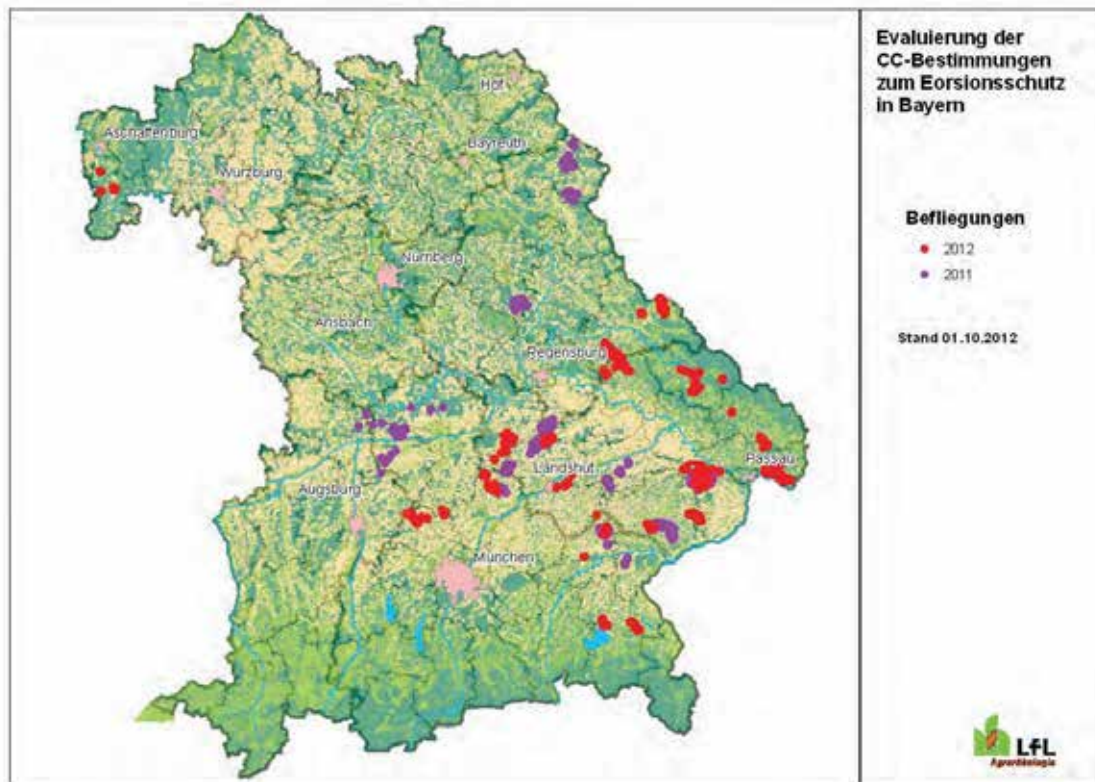 Evaluierung der
CC-Bestimmungen
zum Eorsionsschutz
in Bayern
Befliegungen
2012
2011
Stand 01.10.2012
Hof
Aschaffenburg
Bayreuth
Würzburg
Nürnberg
Ansbach
Regensburg
Landshut
Passau
Augsburg
München
LfL
Agrarökologie